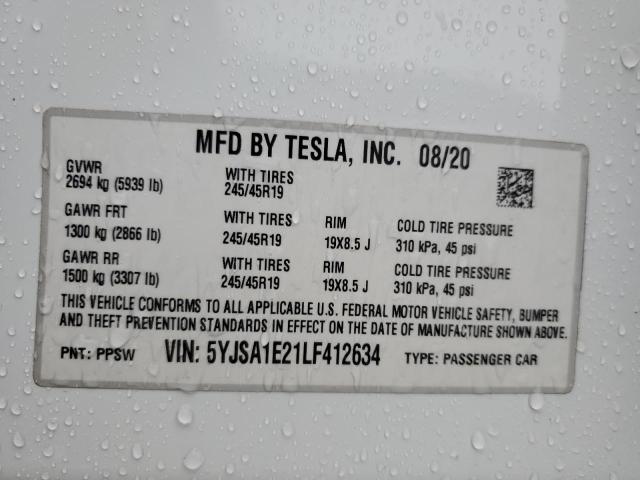 MFD BY TESLA, INC. 08/20
GVWR
2694 kg (5939 lb)
WITH TIRES
245/45R19
GAWR FRT
1300 kg (2866 lb)
WITH TIRES
245/45R19
RIM
19X8.5 J
COLD TIRE PRESSURE
310 kPa, 45 psi
GAWR RR
1500 kg (3307 lb)
WITH TIRES
245/45R19
RIM
19X8.5 J
COLD TIRE PRESSURE
310 kPa, 45 psi
THIS VEHICLE CONFORMS TO ALL APPLICABLE U.S. FEDERAL MOTOR VEHICLE SAFETY, BUMPER
AND THEFT PREVENTION STANDARDS IN EFFECT ON THE DATE OF MANUFACTURE SHOWN ABOVE.
PNT: PPSW VIN: 5YJSA1E21LF412634 TYPE: PASSENGER CAR